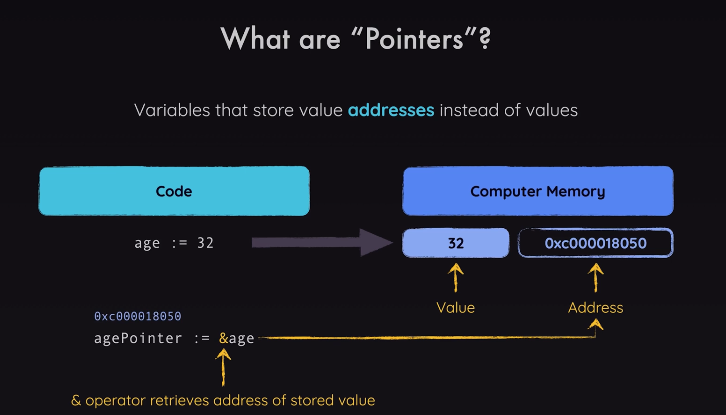 What are “Pointers”?
Variables that store value addresses instead of values
Code
Computer Memory
age := 32
32
0xc000018050
Value
Address
0xc000018050
agePointer := &age
& operator retrieves address of stored value